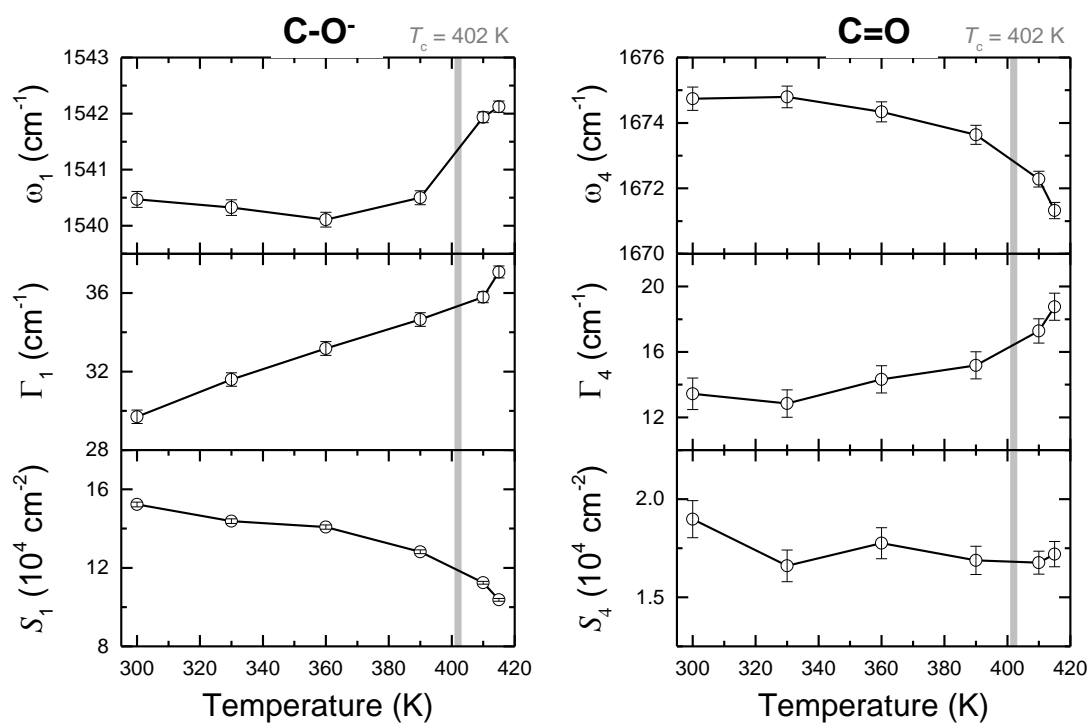 C-O⁻
T_c = 402 K
1543
1542
1541
1540
ω₁ (cm⁻¹)
36
32
28
Γ₁ (cm⁻¹)
16
12
8
S₁ (10⁴ cm⁻²)
300 320 340 360 380 400 420
Temperature (K)
C=O
T_c = 402 K
1676
1674
1672
1670
ω₄ (cm⁻¹)
20
16
12
Γ₄ (cm⁻¹)
2.0
1.5
S₄ (10⁴ cm⁻²)
300 320 340 360 380 400 420
Temperature (K)